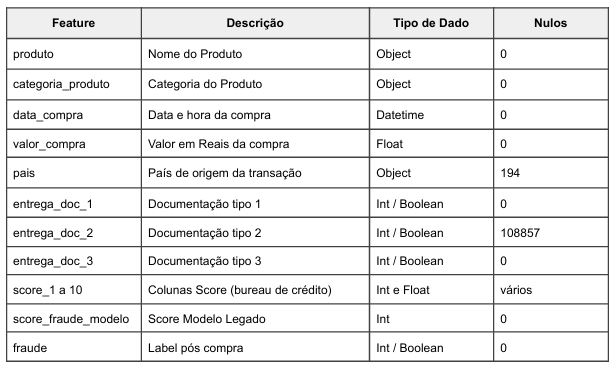 Feature Descrição Tipo de Dado Nulos
produto Nome do Produto Object 0
categoria_produto Categoria do Produto Object 0
data_compra Data e hora da compra Datetime 0
valor_compra Valor em Reais da compra Float 0
pais País de origem da transação Object 194
entrega_doc_1 Documentação tipo 1 Int / Boolean 0
entrega_doc_2 Documentação tipo 2 Int / Boolean 108857
entrega_doc_3 Documentação tipo 3 Int / Boolean 0
score_1 a 10 Colunas Score (bureau de crédito) Int e Float vários
score_fraude_modelo Score Modelo Legado Int 0
fraude Label pós compra Int / Boolean 0